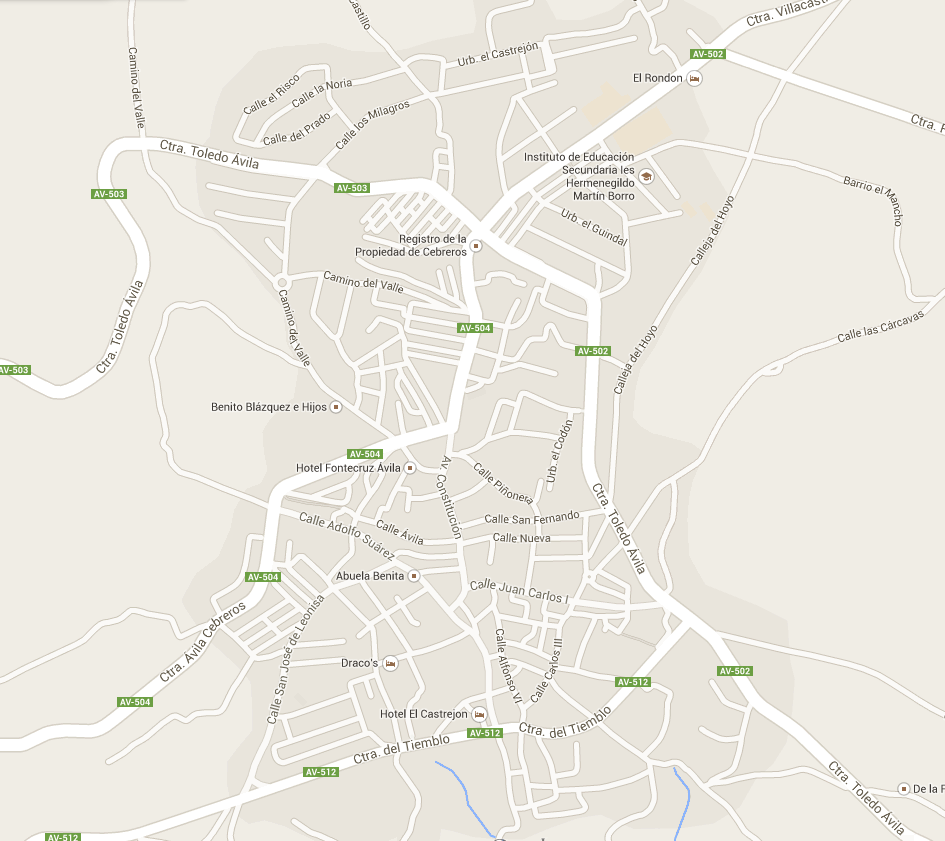 Castillo
Ctra. Villacast
Camino del Valle
Urb. el Castrejón
AV-502
El Rondon
Calle el Risco
Calle la Noria
Calle los Milagros
Calle del Prado
Ctra.
Ctra. Toledo Ávila
AV-503
AV-503
Instituto de Educación
Secundaria Ies
Hermenegildo
Martín Borro
Barrio el Mancho
Urb. el Guindal
Calleja del Hoyo
Registro de la
Propiedad de Cebreros
Camino del Valle
Ctra. Toledo Ávila
Camino del Valle
AV-504
Calle las Cárcavas
AV-502
Calleja del Hoyo
AV-503
Benito Blázquez e Hijos
Urb. el Codón
AV-504
Hotel Fontecruz Ávila
Av. Constitución
Calle Piñonera
Ctra. Toledo Ávila
Calle San Fernando
Calle Adolfo Suárez
Calle Ávila
Calle Nueva
AV-504
Abuela Benita
Calle Juan Carlos I
Ctra. Ávila Cebreros
Calle San José de Leonisa
Calle Alfonso VI
Calle Carlos III
Draco's
AV-502
AV-512
AV-504
Hotel El Castrejon
AV-512
Ctra. del Tiemblo
Ctra. del Tiemblo
AV-512
Ctra. Toledo Ávila
De la
AV-512